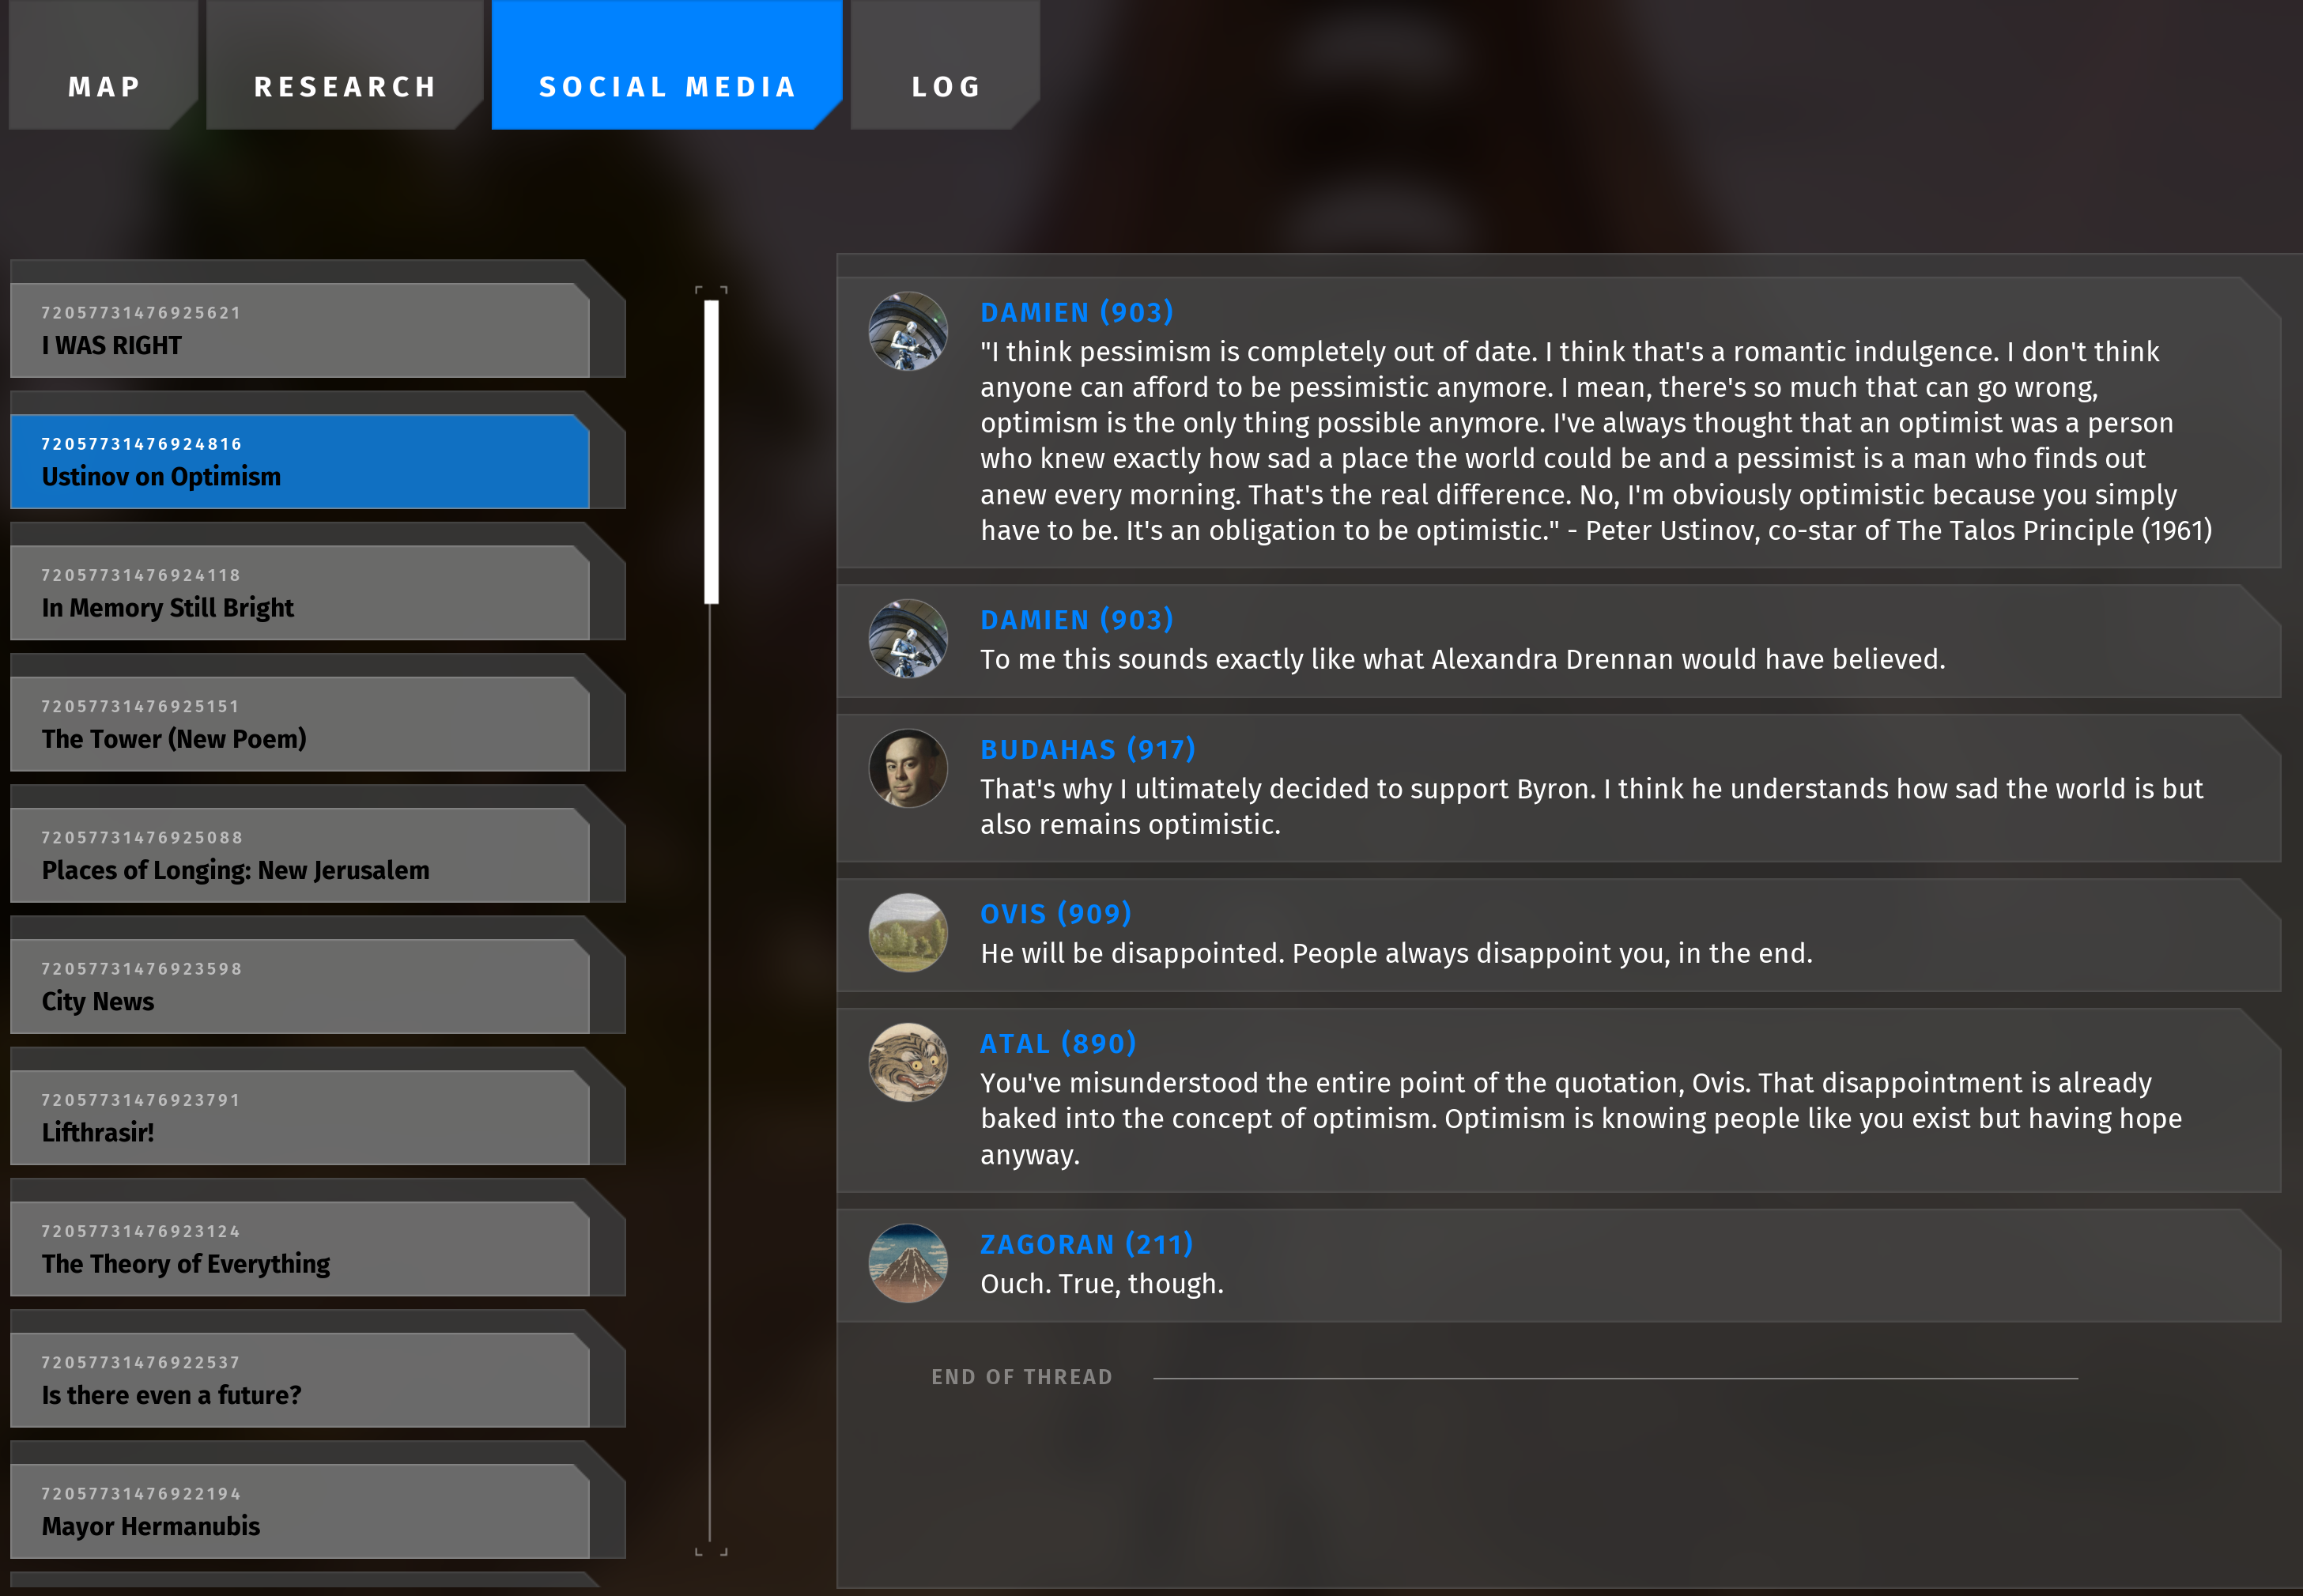 MAP
RESEARCH
SOCIAL MEDIA
LOG
72057731476925621
I WAS RIGHT
72057731476924816
Ustinov on Optimism
72057731476924118
In Memory Still Bright
72057731476925151
The Tower (New Poem)
72057731476925088
Places of Longing: New Jerusalem
72057731476923598
City News
72057731476923791
Lifthrasir!
72057731476923124
The Theory of Everything
72057731476922537
Is there even a future?
72057731476922194
Mayor Hermanubis
DAMIEN (903)
"I think pessimism is completely out of date. I think that's a romantic indulgence. I don't think
anyone can afford to be pessimistic anymore. I mean, there's so much that can go wrong,
optimism is the only thing possible anymore. I've always thought that an optimist was a person
who knew exactly how sad a place the world could be and a pessimist is a man who finds out
anew every morning. That's the real difference. No, I'm obviously optimistic because you simply
have to be. It's an obligation to be optimistic." - Peter Ustinov, co-star of The Talos Principle (1961)
DAMIEN (903)
To me this sounds exactly like what Alexandra Drennan would have believed.
BUDAHAS (917)
That's why I ultimately decided to support Byron. I think he understands how sad the world is but
also remains optimistic.
OVIS (909)
He will be disappointed. People always disappoint you, in the end.
ATAL (890)
You've misunderstood the entire point of the quotation, Ovis. That disappointment is already
baked into the concept of optimism. Optimism is knowing people like you exist but having hope
anyway.
ZAGORAN (211)
Ouch. True, though.
END OF THREAD